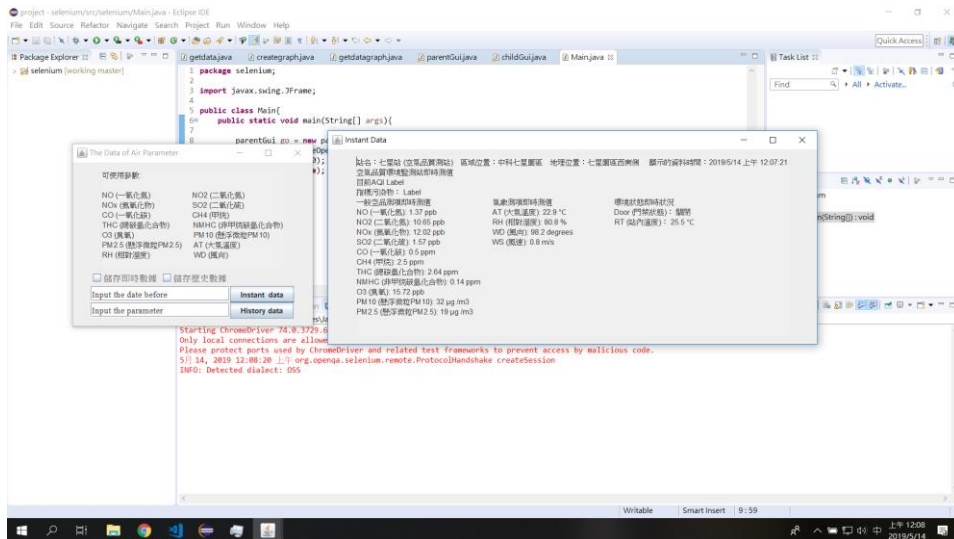 project - selenium/src/selenium/Main.java - Eclipse IDE
File Edit Source Refactor Navigate Search Project Run Window Help
Quick Access
Package Explorer
getdata.java
creategraph.java
getdatagraph.java
parentGui.java
childGui.java
Main.java
Task List
selenium [working master]
Find
All
Activate...
1 package selenium;
2
3 import javax.swing.JFrame;
4
5 public class Main{
6 public static void main(String[] args){
7
8 parentGui go = new
The Data of Air Parameter
可使用參數:
NO (一氧化氮) NO2 (二氧化氮)
NOx (氮氧化物) SO2 (二氧化硫)
CO (一氧化碳) CH4 (甲烷)
THC (總碳氫化合物) NMHC (非甲烷碳氫化合物)
O3 (臭氧) PM10 (懸浮微粒PM10)
PM2.5 (懸浮微粒PM2.5) AT (大氣溫度)
RH (相對溼度) WD (風向)
儲存即時數據 儲存歷史數據
Input the date before
Instant data
Input the parameter
History data
Instant Data
站名：七星站 (空氣品質測站) 區域位置：中科七星園區 地理位置：七星園區西南側 顯示的資料時間：2019/5/14 上午 12:07:21
空氣品質環境監測站即時測值
目前AQI Label
指標污染物： Label
一般空品測項即時測值
NO (一氧化氮): 1.37 ppb
NO2 (二氧化氮): 10.65 ppb
NOx (氮氧化物): 12.02 ppb
SO2 (二氧化硫): 1.57 ppb
CO (一氧化碳): 0.5 ppm
CH4 (甲烷): 2.5 ppm
THC (總碳氫化合物): 2.64 ppm
NMHC (非甲烷碳氫化合物): 0.14 ppm
O3 (臭氧): 15.72 ppb
PM10 (懸浮微粒PM10): 32 μg /m3
PM2.5 (懸浮微粒PM2.5): 19 μg /m3
氣象測項即時測值
AT (大氣溫度): 22.9 ℃
RH (相對溼度): 80.8 %
WD (風向): 98.2 degrees
WS (風速): 0.8 m/s
環境狀態即時狀況
Door (門禁狀態)： 關閉
RT (站內溫度)： 25.5 ℃
n(String[]) : void
Starting ChromeDriver 74.0.3729.6
Only local connections are allowe
Please protect ports used by ChromeDriver and related test frameworks to prevent access by malicious code.
5月 14, 2019 12:08:20 上午 org.openqa.selenium.remote.ProtocolHandshake createSession
INFO: Detected dialect: OSS
Writable
Smart Insert
9 : 59
中
上午 12:08
2019/5/14